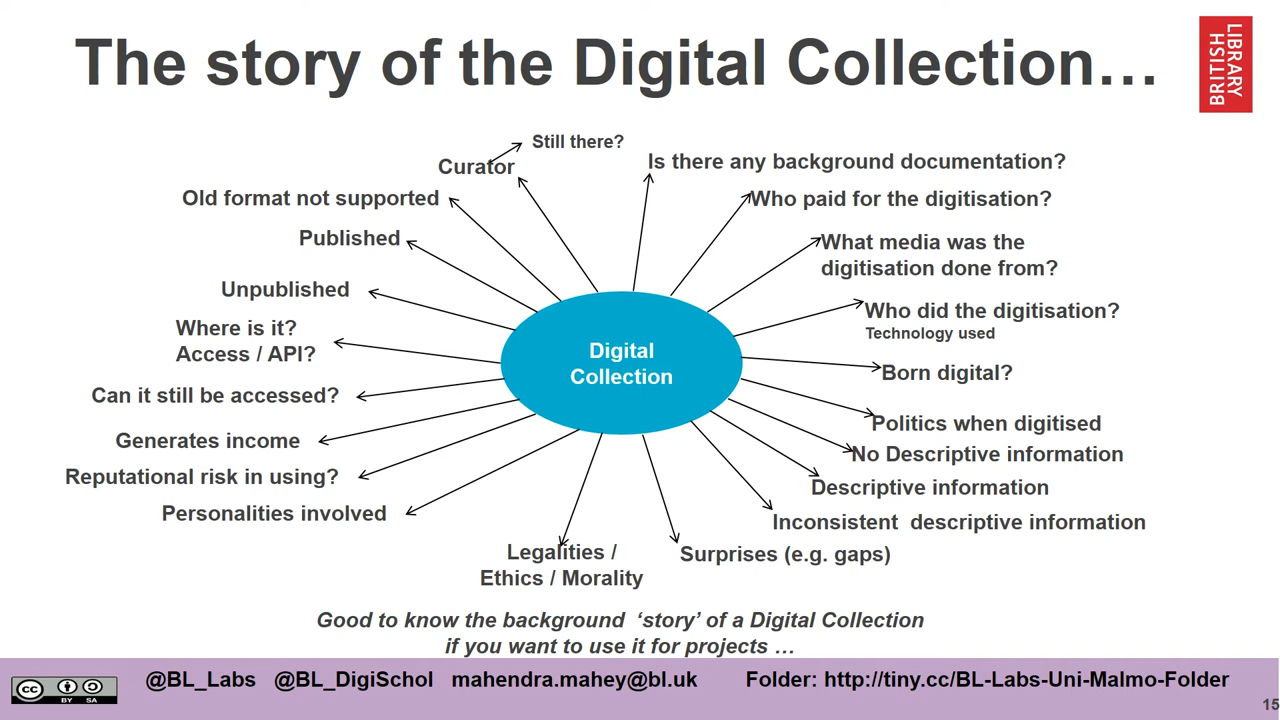 The story of the Digital Collection…
LIBRARY
BRITISH
Still there?
Curator
Is there any background documentation?
Old format not supported
Who paid for the digitisation?
Published
What media was the
digitisation done from?
Unpublished
Who did the digitisation?
Technology used
Where is it?
Access / API?
Digital
Collection
Born digital?
Can it still be accessed?
Politics when digitised
Generates income
No Descriptive information
Reputational risk in using?
Descriptive information
Personalities involved
Inconsistent  descriptive information
Legalities /
Ethics / Morality
Surprises (e.g. gaps)
Good to know the background  ‘story’ of a Digital Collection
if you want to use it for projects …
@BL_Labs @BL_DigiSchol mahendra.mahey@bl.uk Folder: http://tiny.cc/BL-Labs-Uni-Malmo-Folder
cc BY SA
15